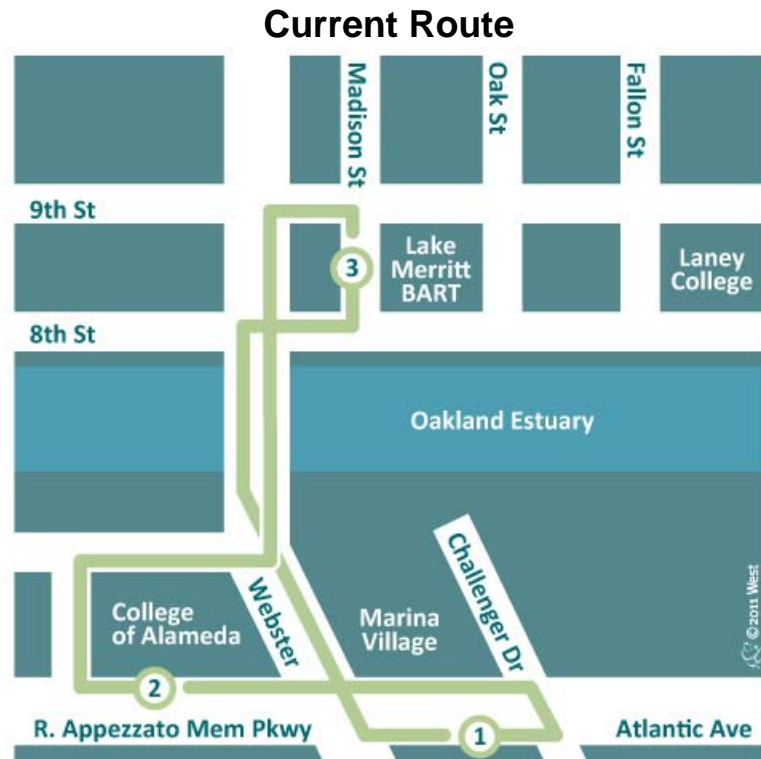 Current Route
Madison St
Oak St
Fallon St
9th St
3
Lake
Merritt
BART
Laney
College
8th St
Oakland Estuary
Challenger Dr
Webster
College
of Alameda
Marina
Village
© 2011 West
2
R. Appezzato Mem Pkwy
1
Atlantic Ave